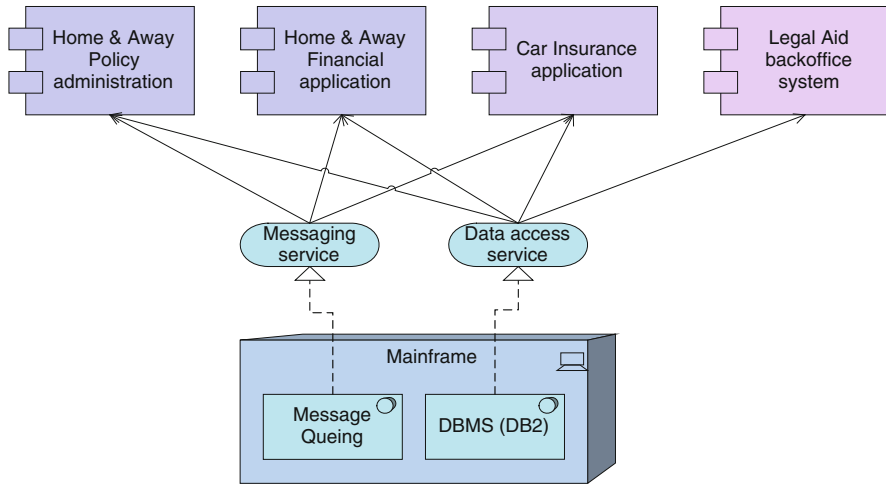 Home & Away
Policy
administration
Home & Away
Financial
application
Car Insurance
application
Legal Aid
backoffice
system
Messaging
service
Data access
service
Mainframe
Message
Queing
DBMS (DB2)